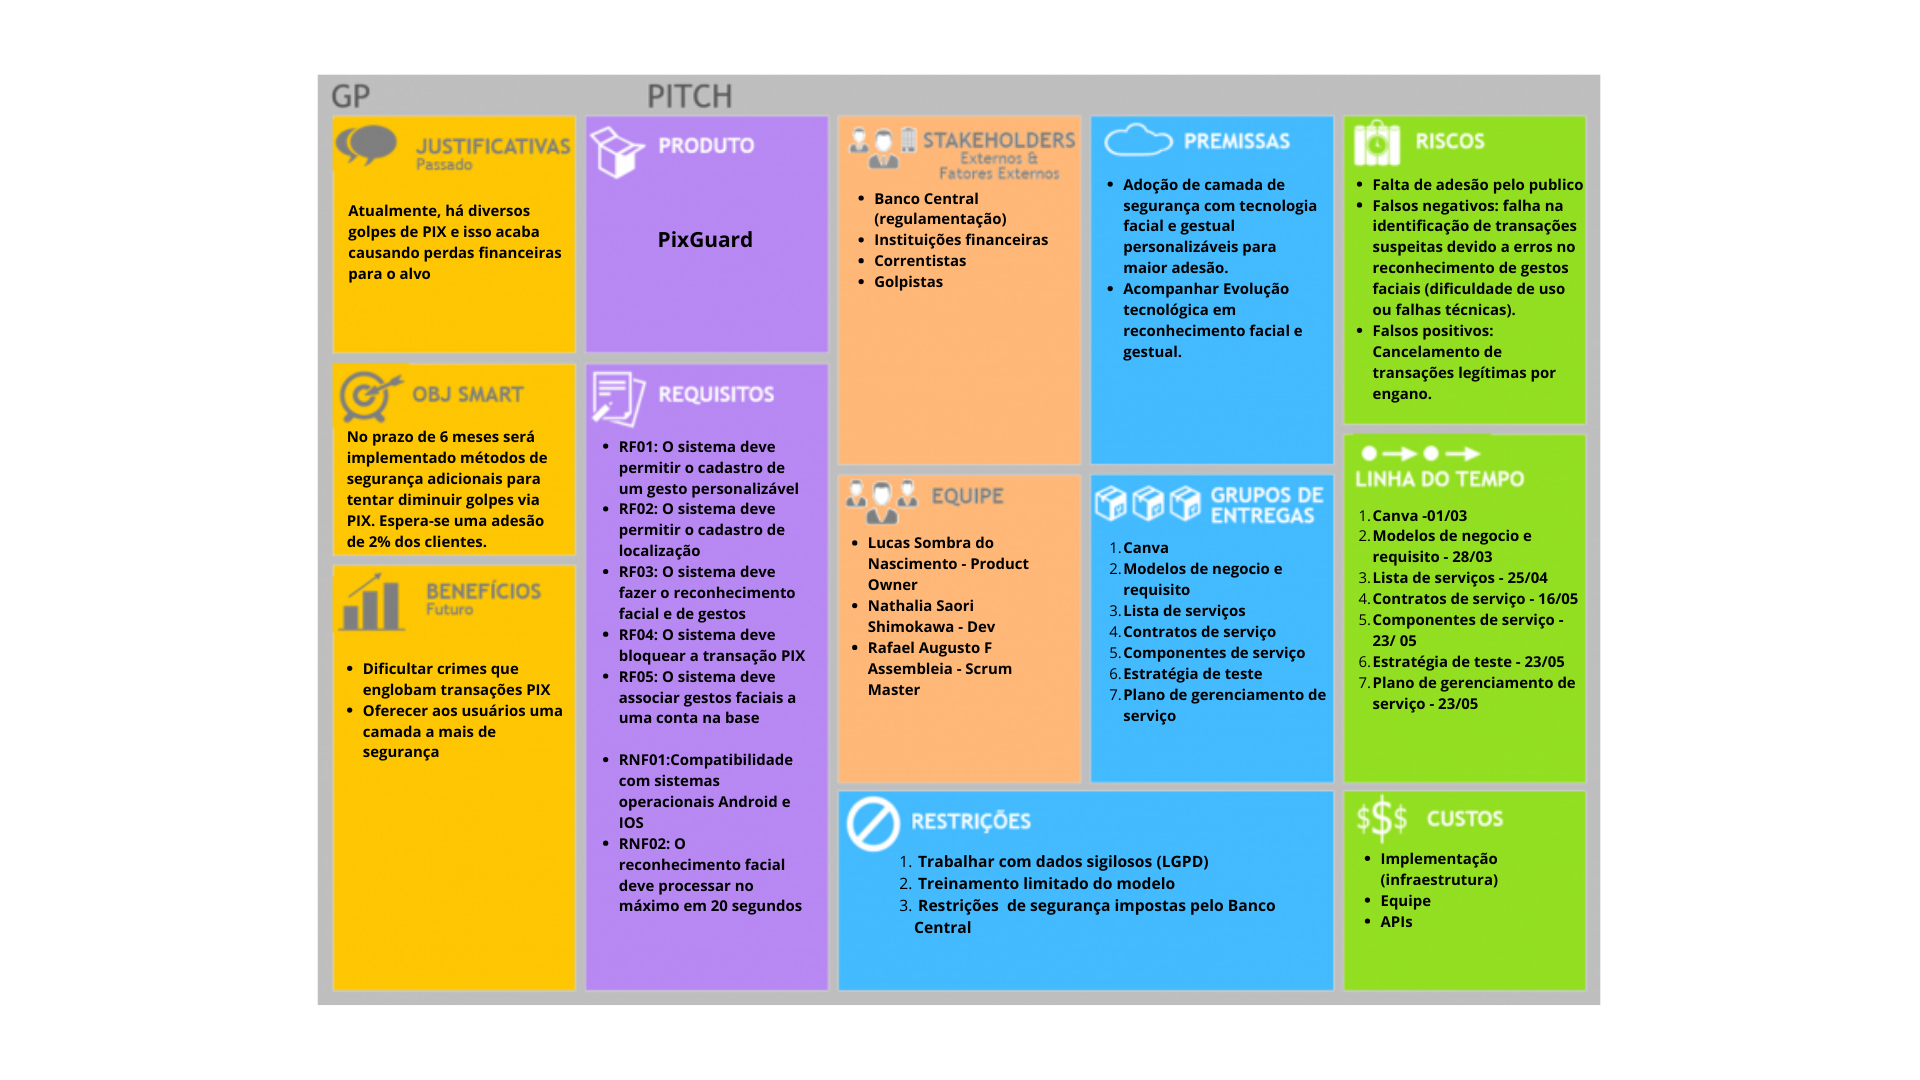 GP
PITCH
JUSTIFICATIVAS
Passado
Atualmente, há diversos
golpes de PIX e isso acaba
causando perdas financeiras
para o alvo
OBJ SMART
No prazo de 6 meses será
implementado métodos de
segurança adicionais para
tentar diminuir golpes via
PIX. Espera-se uma adesão
de 2% dos clientes.
BENEFÍCIOS
Futuro
• Dificultar crimes que
englobam transações PIX
• Oferecer aos usuários uma
camada a mais de
segurança
PRODUTO
PixGuard
REQUISITOS
• RF01: O sistema deve
permitir o cadastro de
um gesto personalizável
• RF02: O sistema deve
permitir o cadastro de
localização
• RF03: O sistema deve
fazer o reconhecimento
facial e de gestos
• RF04: O sistema deve
bloquear a transação PIX
• RF05: O sistema deve
associar gestos faciais a
uma conta na base
• RNF01:Compatibilidade
com sistemas
operacionais Android e
IOS
• RNF02: O
reconhecimento facial
deve processar no
máximo em 20 segundos
STAKEHOLDERS
Externos &
Fatores Externos
• Banco Central
(regulamentação)
• Instituições financeiras
• Correntistas
• Golpistas
EQUIPE
• Lucas Sombra do
Nascimento - Product
Owner
• Nathalia Saori
Shimokawa - Dev
• Rafael Augusto F
Assembleia - Scrum
Master
PREMISSAS
• Adoção de camada de
segurança com tecnologia
facial e gestual
personalizáveis para
maior adesão.
• Acompanhar Evolução
tecnológica em
reconhecimento facial e
gestual.
GRUPOS DE
ENTREGAS
1. Canva
2. Modelos de negocio e
requisito
3. Lista de serviços
4. Contratos de serviço
5. Componentes de serviço
6. Estratégia de teste
7. Plano de gerenciamento de
serviço
RESTRIÇÕES
1. Trabalhar com dados sigilosos (LGPD)
2. Treinamento limitado do modelo
3. Restrições de segurança impostas pelo Banco
Central
RISCOS
• Falta de adesão pelo publico
• Falsos negativos: falha na
identificação de transações
suspeitas devido a erros no
reconhecimento de gestos
faciais (dificuldade de uso
ou falhas técnicas).
• Falsos positivos:
Cancelamento de
transações legítimas por
engano.
LINHA DO TEMPO
1. Canva -01/03
2. Modelos de negocio e
requisito - 28/03
3. Lista de serviços - 25/04
4. Contratos de serviço - 16/05
5. Componentes de serviço -
23/ 05
6. Estratégia de teste - 23/05
7. Plano de gerenciamento de
serviço - 23/05
$$$ CUSTOS
• Implementação
(infraestrutura)
• Equipe
• APIs